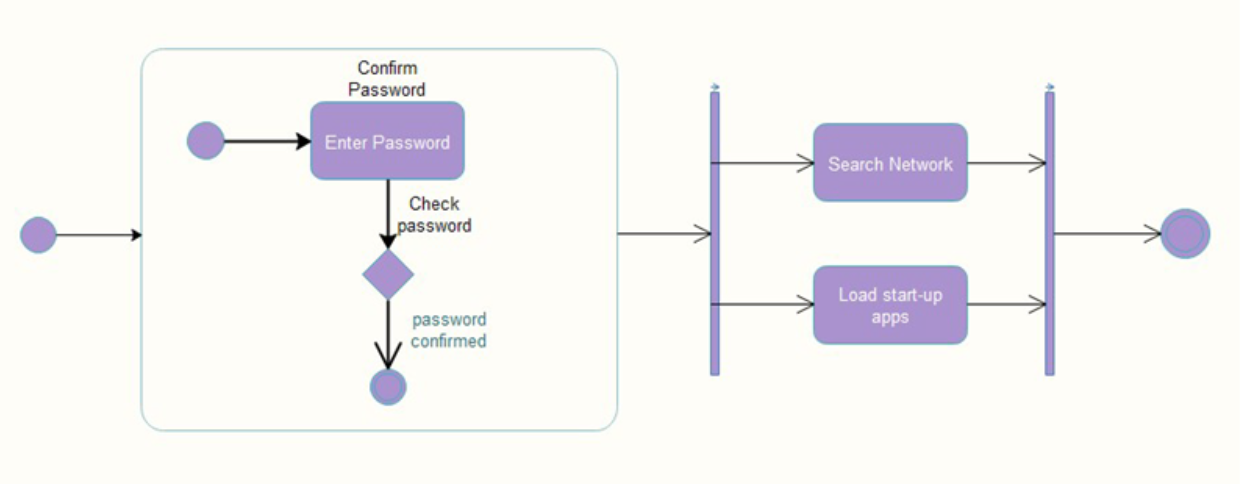 Confirm
Password
Enter Password
Check
password
password
confirmed
Search Network
Load start-up
apps